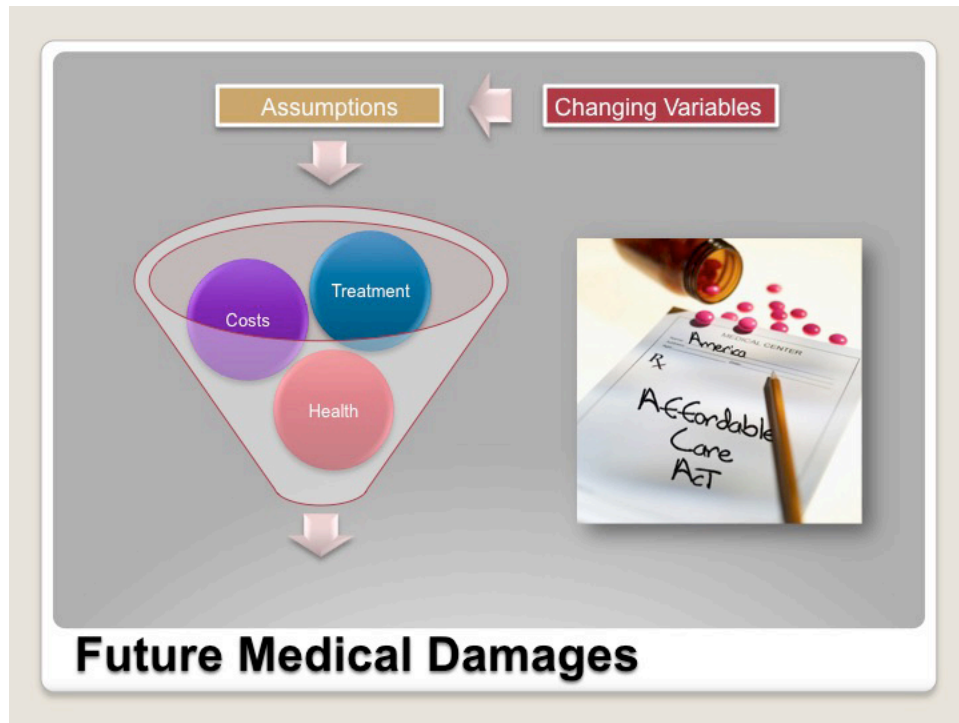 Assumptions
Changing Variables
Treatment
Costs
Health
MEDICAL CENTER
America
Rx
Affordable
Care
Act
Future Medical Damages